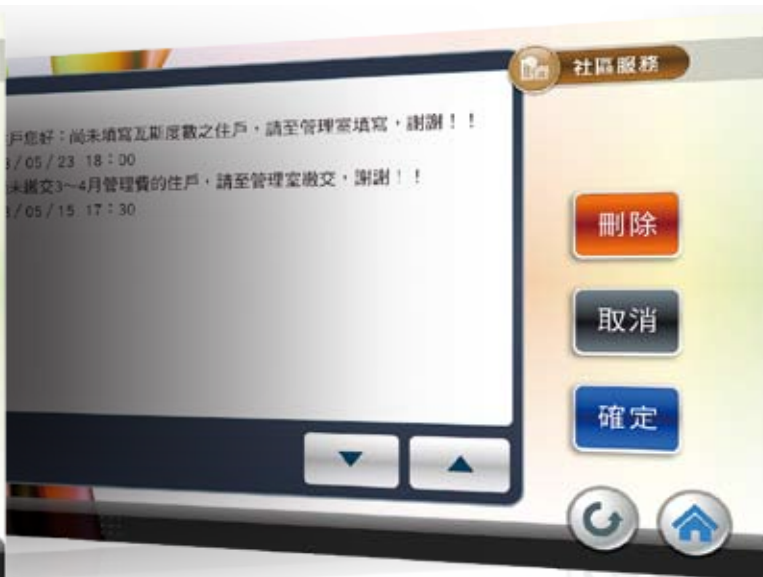 社區服務
戶您好：尚未填寫瓦斯度數之住戶，請至管理室填寫，謝謝！！
/05/23 18：00
未繳交3～4月管理費的住戶，請至管理室繳交，謝謝！！
/05/15 17：30
刪除
取消
確定